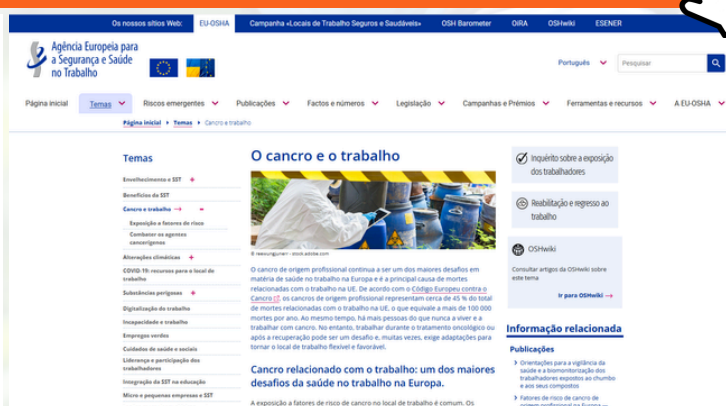 Os nossos sítios Web: EU-OSHA Campanha «Locais de Trabalho Seguros e Saudáveis» OSH Barometer OiRA OSHwiki ESENER
Agência Europeia para
a Segurança e Saúde
no Trabalho
Português
Pesquisar
Página inicial Temas Riscos emergentes Publicações Factos e números Legislação Campanhas e Prémios Ferramentas e recursos A EU-OSHA
Página inicial Temas Cancro e trabalho
Temas
Envelhecimento e SST +
Benefícios da SST
Cancro e trabalho → -
Exposição a fatores de risco
Combater os agentes
cancerígenos
Alterações climáticas +
COVID-19: recursos para o local de
trabalho
Substâncias perigosas +
Digitalização do trabalho
Incapacidade e trabalho
Empregos verdes
Cuidados de saúde e sociais
Liderança e participação dos
trabalhadores
Integração da SST na educação
Micro e pequenas empresas e SST
O cancro e o trabalho
stock.adobe.com
O cancro de origem profissional continua a ser um dos maiores desafios em
matéria de saúde no trabalho na Europa e é a principal causa de mortes
relacionadas com o trabalho na UE. De acordo com o Código Europeu contra o
Cancro, os cancros de origem profissional representam cerca de 45 % do total
de mortes relacionadas com o trabalho na UE, o que equivale a mais de 100 000
mortes por ano. Ao mesmo tempo, há mais pessoas do que nunca a viver e a
trabalhar com cancro. No entanto, trabalhar durante o tratamento oncológico ou
após a recuperação pode ser um desafio e, muitas vezes, exige adaptações para
tornar o local de trabalho flexível e favorável.
Cancro relacionado com o trabalho: um dos maiores
desafios da saúde no trabalho na Europa.
A exposição a fatores de risco de cancro no local de trabalho é comum. Os
Inquérito sobre a exposição
dos trabalhadores
Reabilitação e regresso ao
trabalho
OSHwiki
Consultar artigos da OSHwiki sobre
este tema
Ir para OSHwiki →
Informação relacionada
Publicações
Orientações para a vigilância da
saúde e a biomonitorização dos
trabalhadores expostos ao chumbo
e aos seus compostos
Fatores de risco de cancro de
origem profissional na Europa —